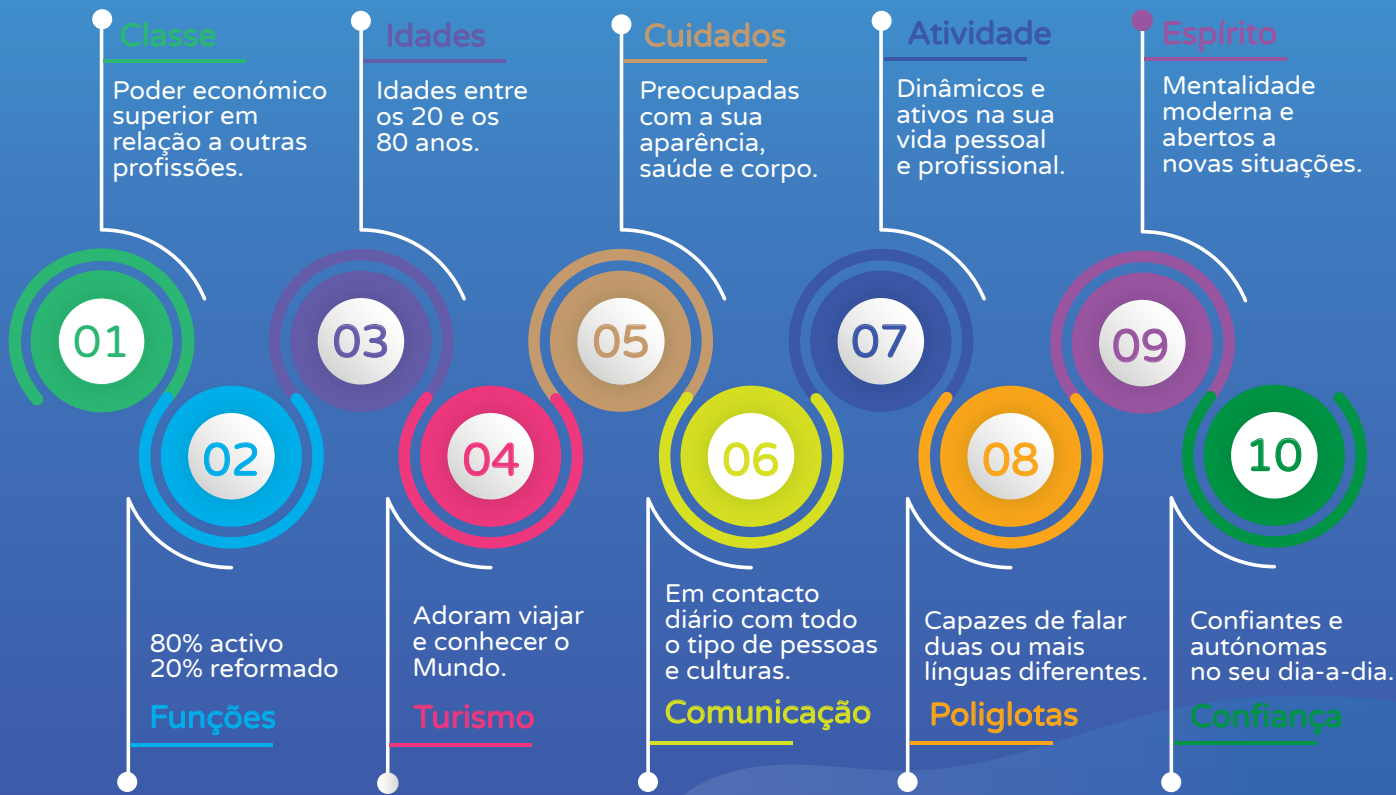 Classe
Poder económico
superior em
relação a outras
profissões.
01
80% activo
20% reformado
Funções
02
Idades
Idades entre
os 20 e os
80 anos.
03
Adoram viajar
e conhecer o
Mundo.
Turismo
04
Cuidados
Preocupadas
com a sua
aparência,
saúde e corpo.
05
Em contacto
diário com todo
o tipo de pessoas
e culturas.
Comunicação
06
Atividade
Dinâmicos e
ativos na sua
vida pessoal
e profissional.
07
Capazes de falar
duas ou mais
línguas diferentes.
Poliglotas
08
Espírito
Mentalidade
moderna e
abertos a
novas situações.
09
Confiantes e
autónomas
no seu dia-a-dia.
Confiança
10